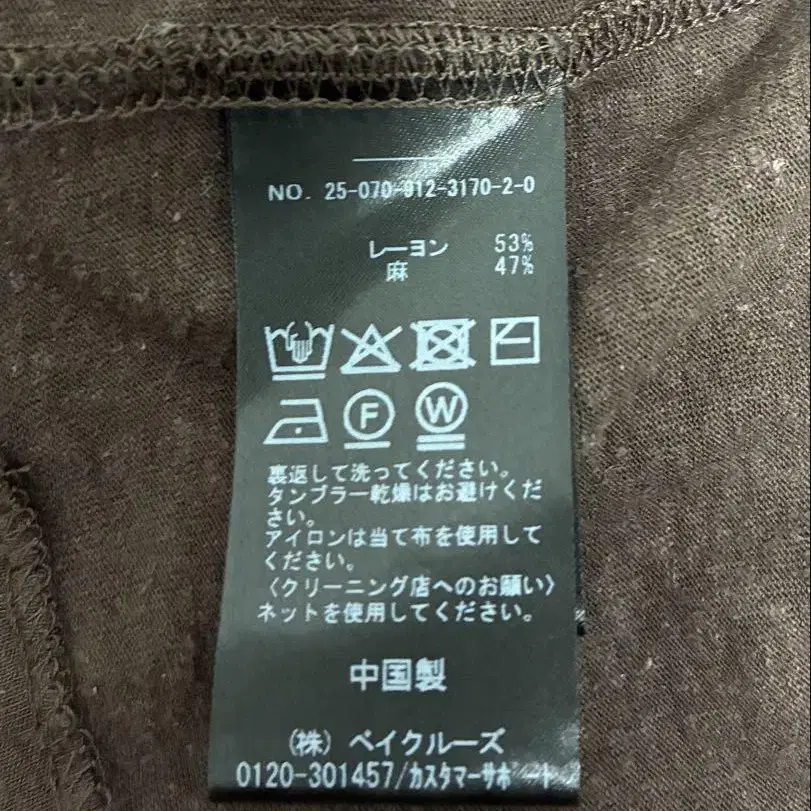 NO. 25-070-912-3170-2-0
レーヨン 53%
麻 47%
F W
裏返して洗ってください。
タンブラー乾燥はお避けくだ
さい。
アイロンは当て布を使用して
ください。
〈クリーニング店へのお願い〉
ネットを使用してください。
中国製
(株) ベイクルーズ
0120-301457/カスタマーサポート